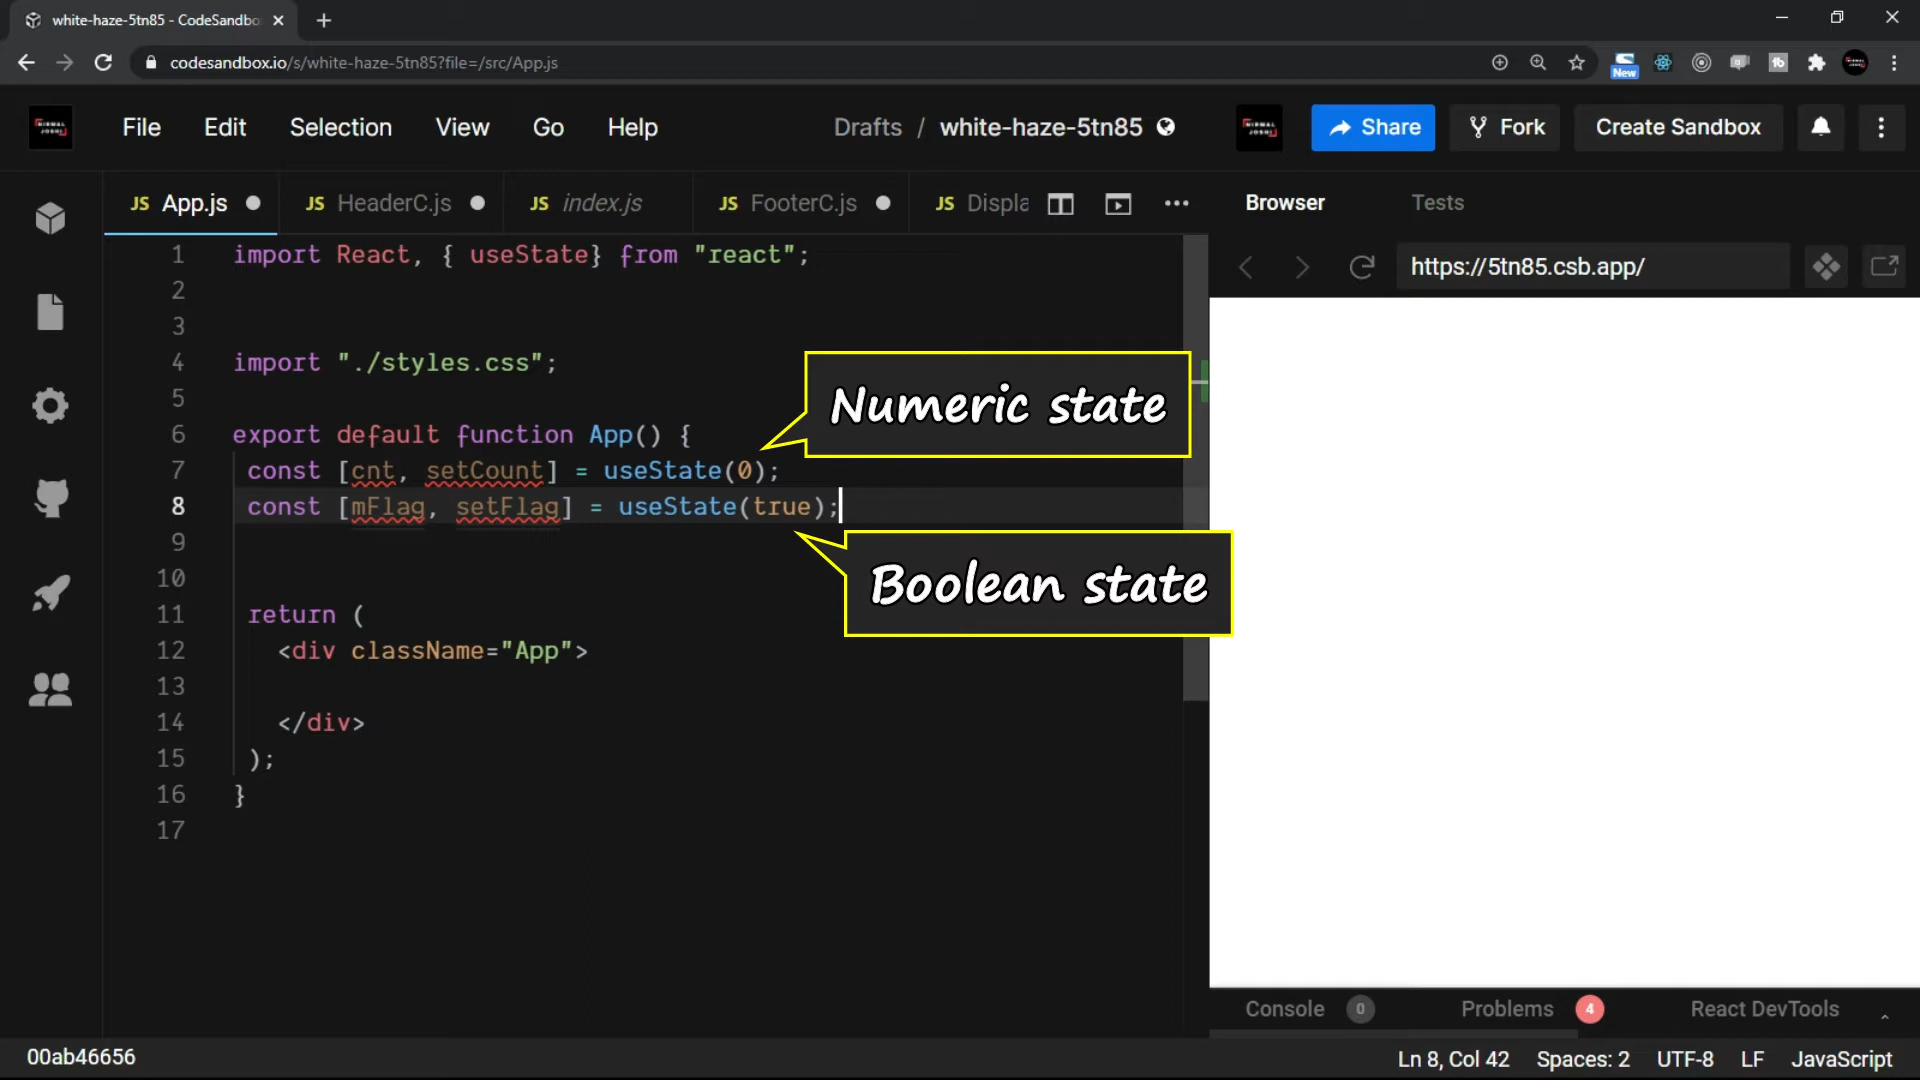 white-haze-5tn85 - CodeSandbo
codesandbox.io/s/white-haze-5tn85?file=/src/App.js
New
File Edit Selection View Go Help
Drafts / white-haze-5tn85
NIRMAL JOSHI
Share Fork Create Sandbox
JS App.js JS HeaderC.js JS index.js JS FooterC.js JS Displa
Browser Tests
https://5tn85.csb.app/
1 import React, { useState} from "react";
2
3
4 import "./styles.css";
5
6 export default function App() {
7 const [cnt, setCount] = useState(0);
8 const [mFlag, setFlag] = useState(true);
9
10
11 return (
12 <div className="App">
13
14 </div>
15 );
16 }
17
Numeric state
Boolean state
Console 0 Problems 4 React DevTools
00ab46656
Ln 8, Col 42 Spaces: 2 UTF-8 LF JavaScript